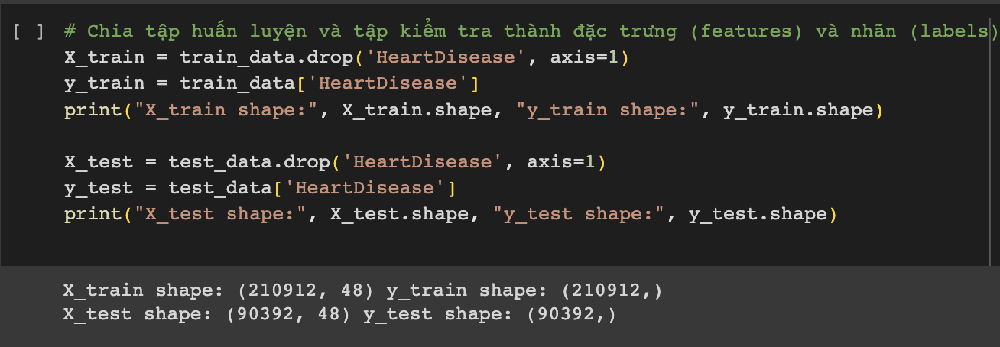 [ ] # Chia tập huấn luyện và tập kiểm tra thành đặc trưng (features) và nhãn (labels)
X_train = train_data.drop('HeartDisease', axis=1)
y_train = train_data['HeartDisease']
print("X_train shape:", X_train.shape, "y_train shape:", y_train.shape)
X_test = test_data.drop('HeartDisease', axis=1)
y_test = test_data['HeartDisease']
print("X_test shape:", X_test.shape, "y_test shape:", y_test.shape)
X_train shape: (210912, 48) y_train shape: (210912,)
X_test shape: (90392, 48) y_test shape: (90392,)